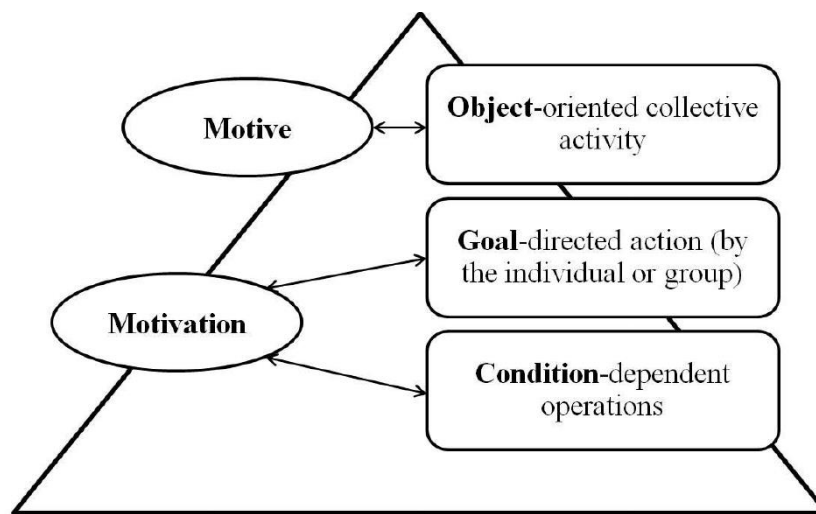 Motive
Object-oriented collective
activity
Goal-directed action (by
the individual or group)
Motivation
Condition-dependent
operations